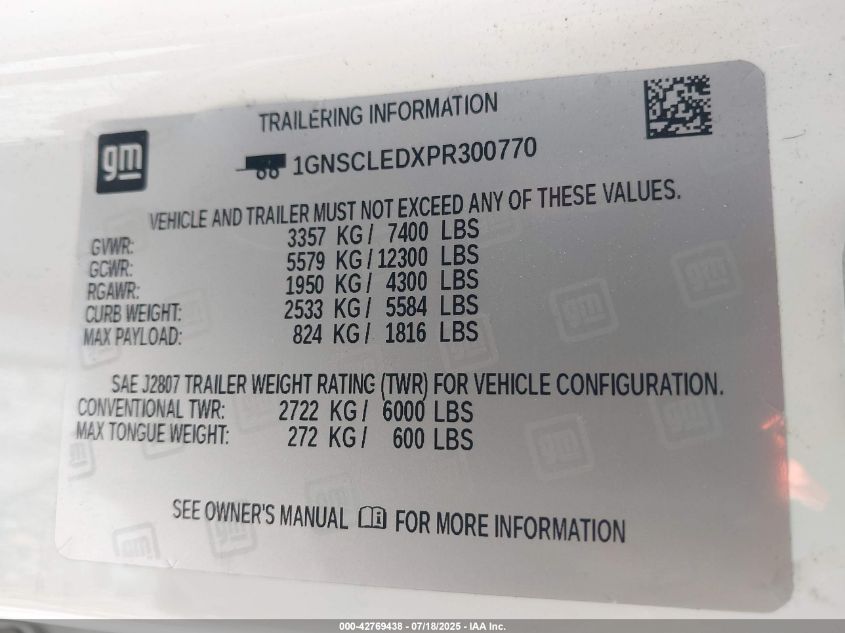 gm
TRAILERING INFORMATION
1GNSCLEDXPR300770
VEHICLE AND TRAILER MUST NOT EXCEED ANY OF THESE VALUES.
GVWR: 3357 KG / 7400 LBS
GCWR: 5579 KG /12300 LBS
RGAWR: 1950 KG / 4300 LBS
CURB WEIGHT: 2533 KG / 5584 LBS
MAX PAYLOAD: 824 KG / 1816 LBS
SAE J2807 TRAILER WEIGHT RATING (TWR) FOR VEHICLE CONFIGURATION.
CONVENTIONAL TWR: 2722 KG / 6000 LBS
MAX TONGUE WEIGHT: 272 KG / 600 LBS
SEE OWNER'S MANUAL FOR MORE INFORMATION
000-42769438 - 07/18/2025 - IAA Inc.